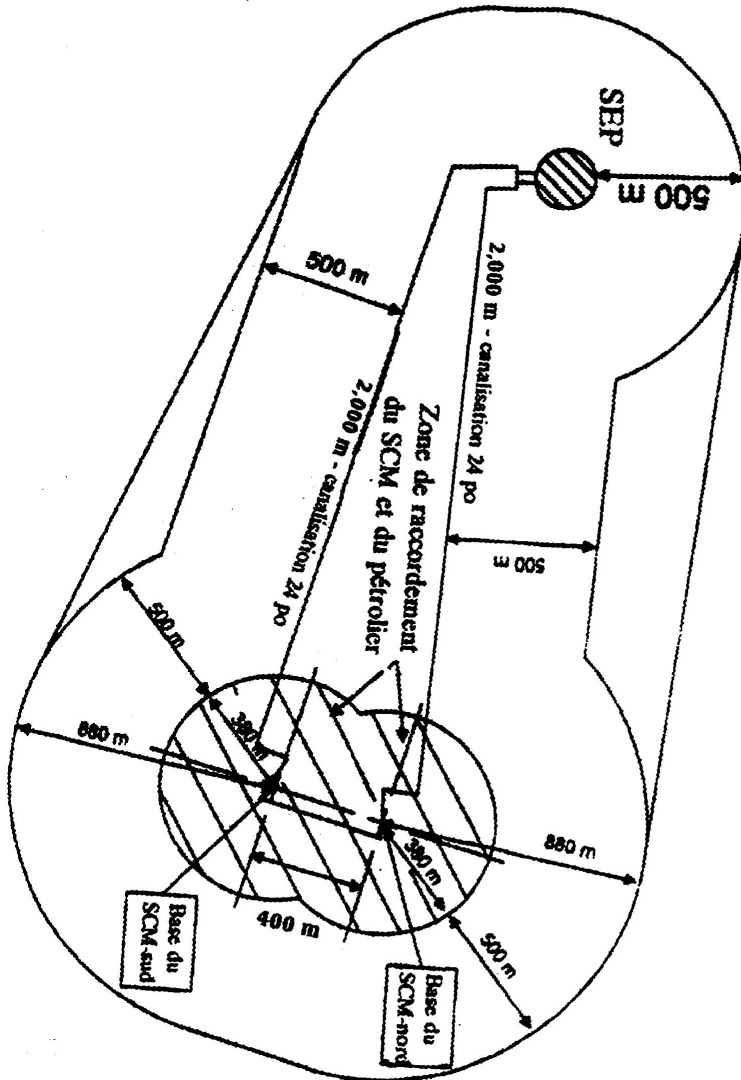 SEP
500 m
500 m
2,000 m - canalisation 24 po
2,000 m - canalisation 24 po
Zone de raccordement
du SCM et du pétrolier
500 m
500 m
380 m
880 m
880 m
380 m
500 m
400 m
Base du
SCM-sud
Base du
SCM-nord